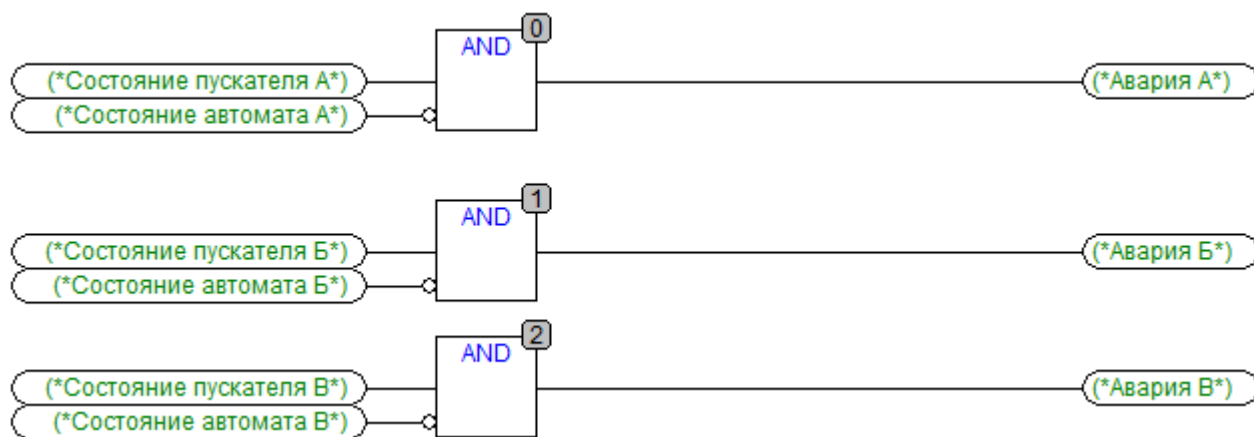 0
AND
(*Состояние пускателя А*)
(*Авария А*)
(*Состояние автомата А*)
1
AND
(*Состояние пускателя Б*)
(*Авария Б*)
(*Состояние автомата Б*)
2
AND
(*Состояние пускателя В*)
(*Авария В*)
(*Состояние автомата В*)